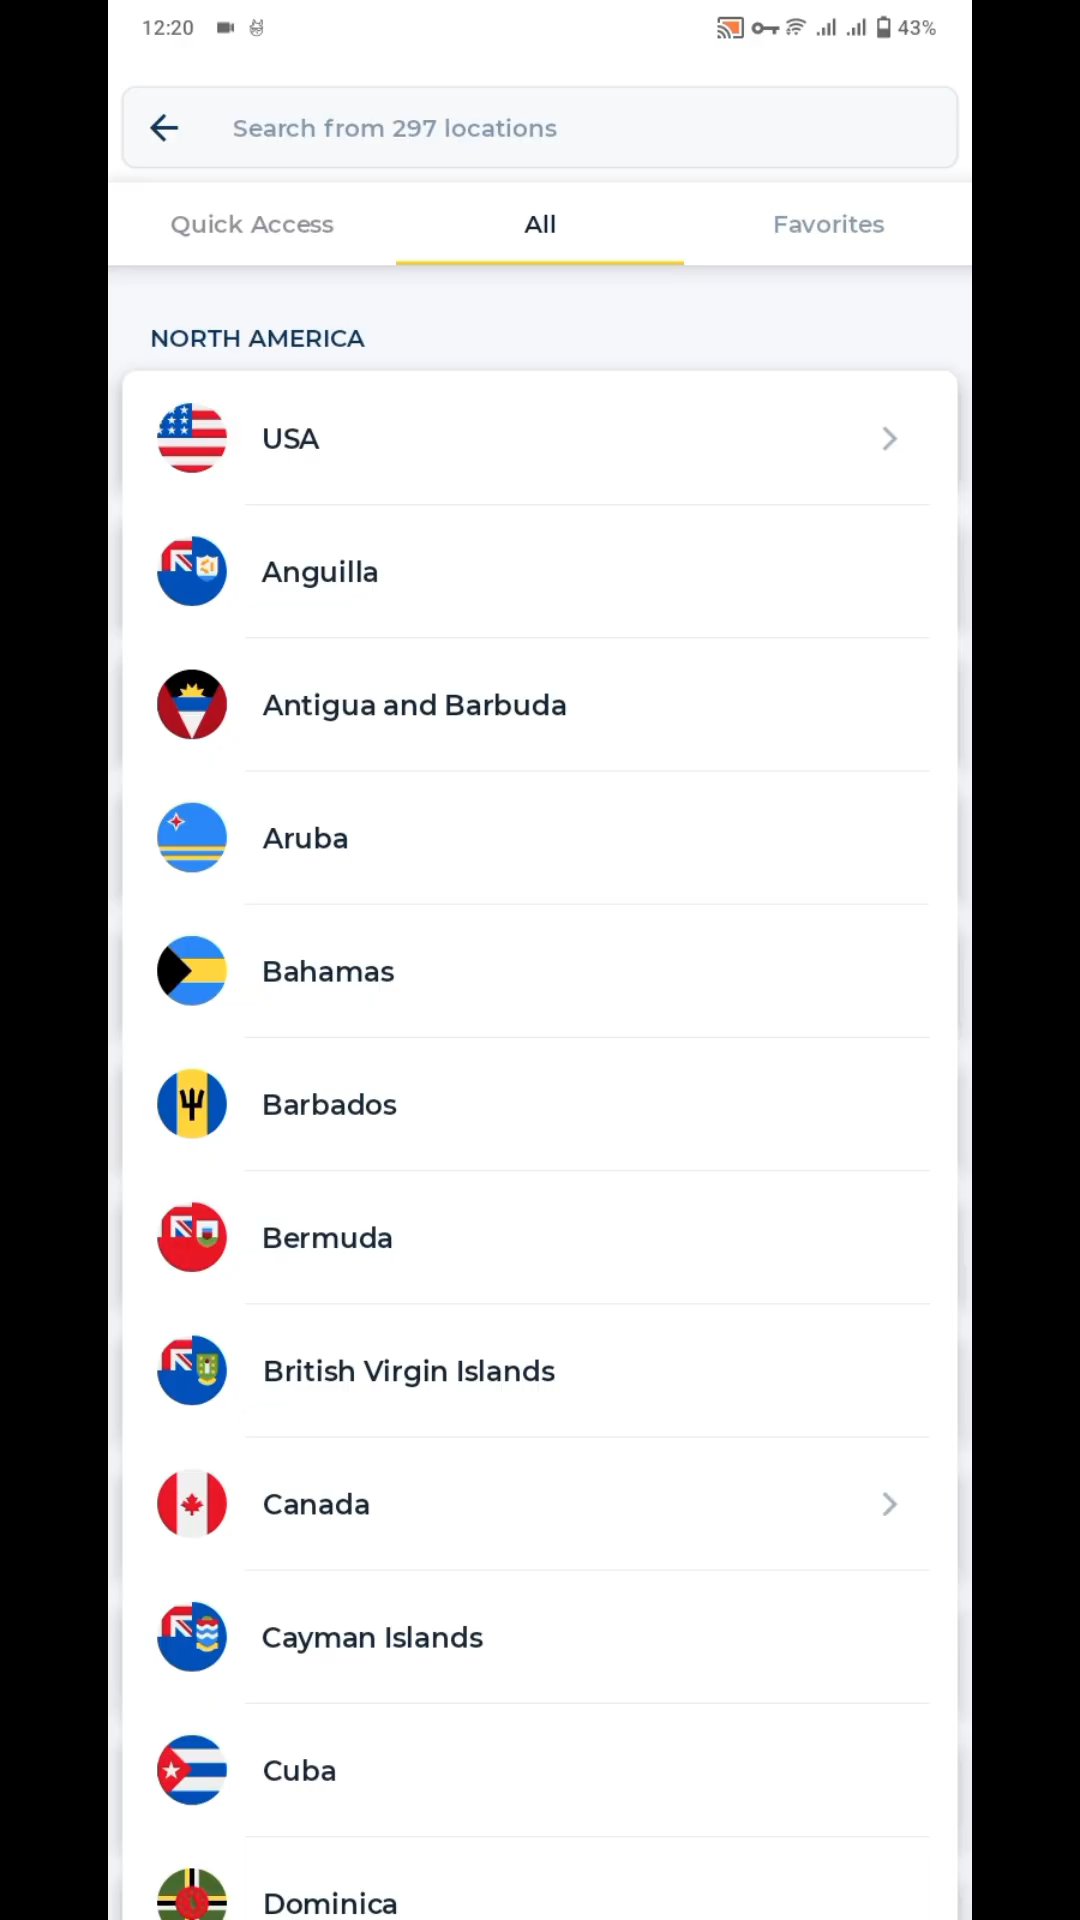 12:20
43%
Search from 297 locations
Quick Access
All
Favorites
NORTH AMERICA
USA
Anguilla
Antigua and Barbuda
Aruba
Bahamas
Barbados
Bermuda
British Virgin Islands
Canada
Cayman Islands
Cuba
Dominica